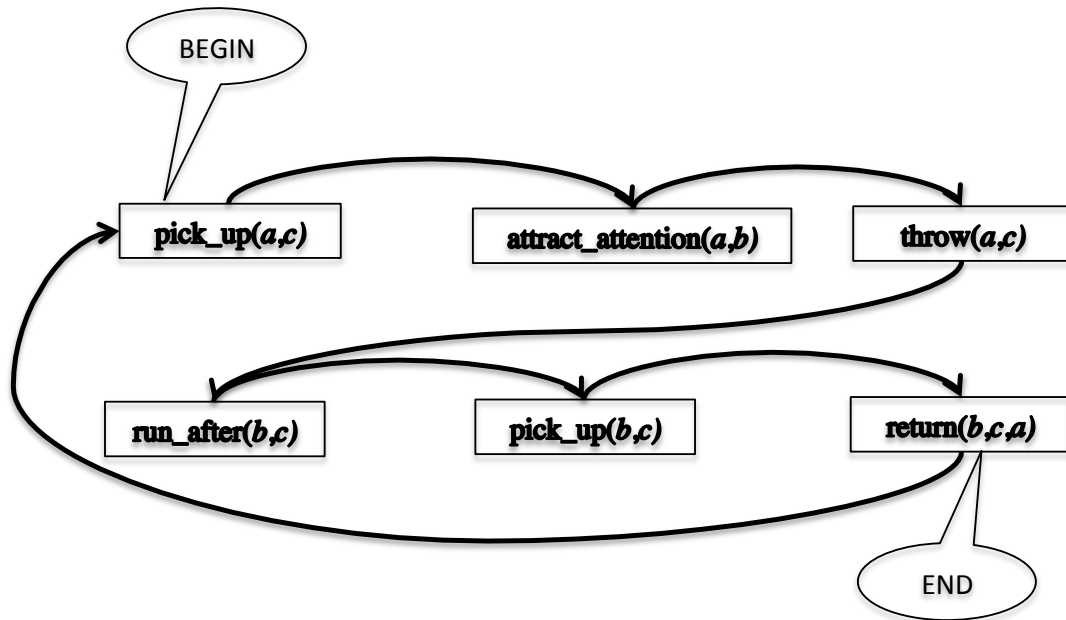 BEGIN
pick_up(a,c)
attract_attention(a,b)
throw(a,c)
run_after(b,c)
pick_up(b,c)
return(b,c,a)
END